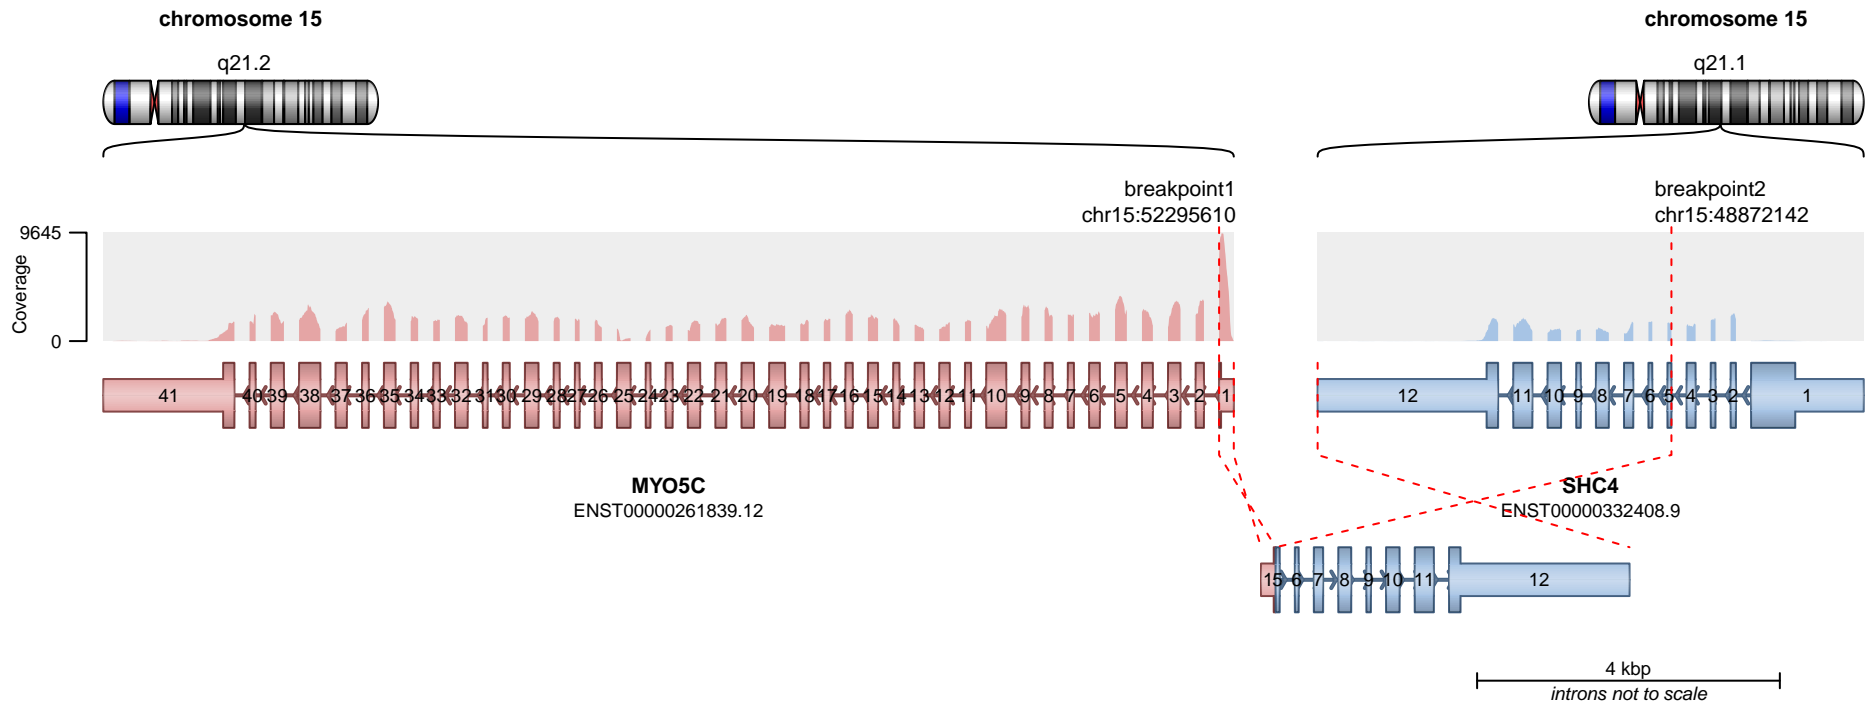 chromosome 15
chromosome 15
q21.2
q21.1
breakpoint1
chr15:52295610
breakpoint2
chr15:48872142
9645
0
Coverage
41 40 39 38 37 36 35 34 33 32 31 30 29 28 27 26 25 24 23 22 21 20 19 18 17 16 15 14 13 12 11 10 9 8 7 6 5 4 3 2 1
12 11 10 9 8 7 6 5 4 3 2 1
MYO5C
ENST00000261839.12
SHC4
ENST00000332408.9
1 5 6 7 8 9 10 11 12
4 kbp
introns not to scale